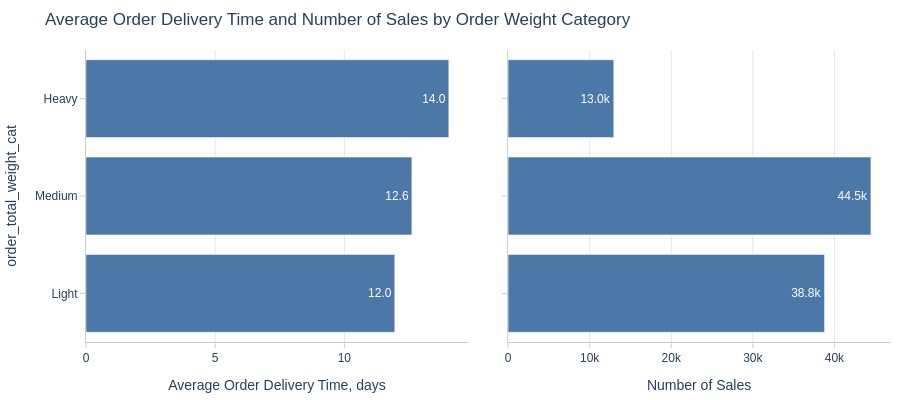 Average Order Delivery Time and Number of Sales by Order Weight Category
order_total_weight_cat
Heavy
Medium
Light
14.0
12.6
12.0
0 5 10
Average Order Delivery Time, days
13.0k
44.5k
38.8k
0 10k 20k 30k 40k
Number of Sales